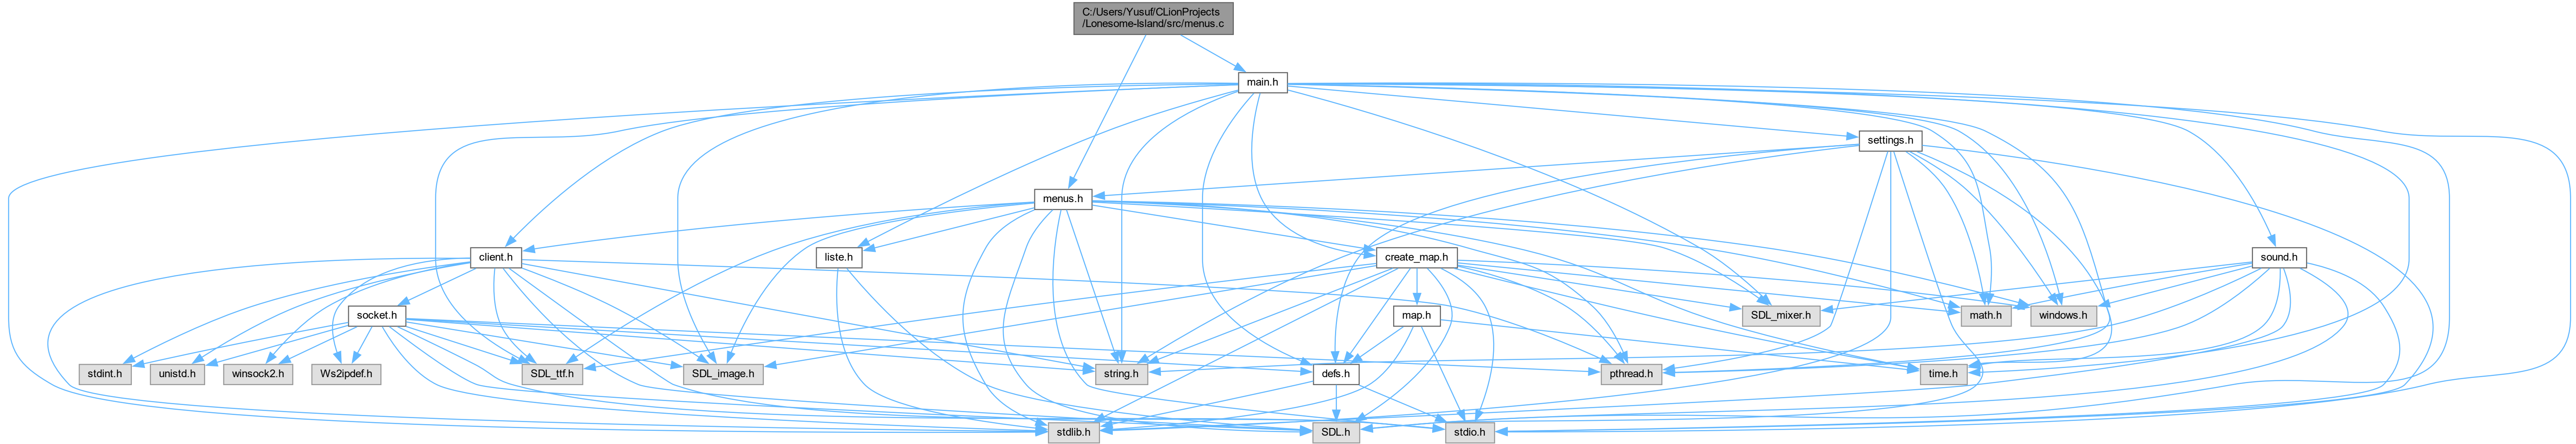 C:/Users/Yusuf/CLionProjects
/Lonesome-Island/src/menus.c
main.h
settings.h
menus.h
client.h
liste.h
create_map.h
sound.h
socket.h
map.h
SDL_mixer.h
math.h
windows.h
stdint.h
unistd.h
winsock2.h
Ws2ipdef.h
SDL_ttf.h
SDL_image.h
string.h
defs.h
pthread.h
time.h
stdlib.h
SDL.h
stdio.h